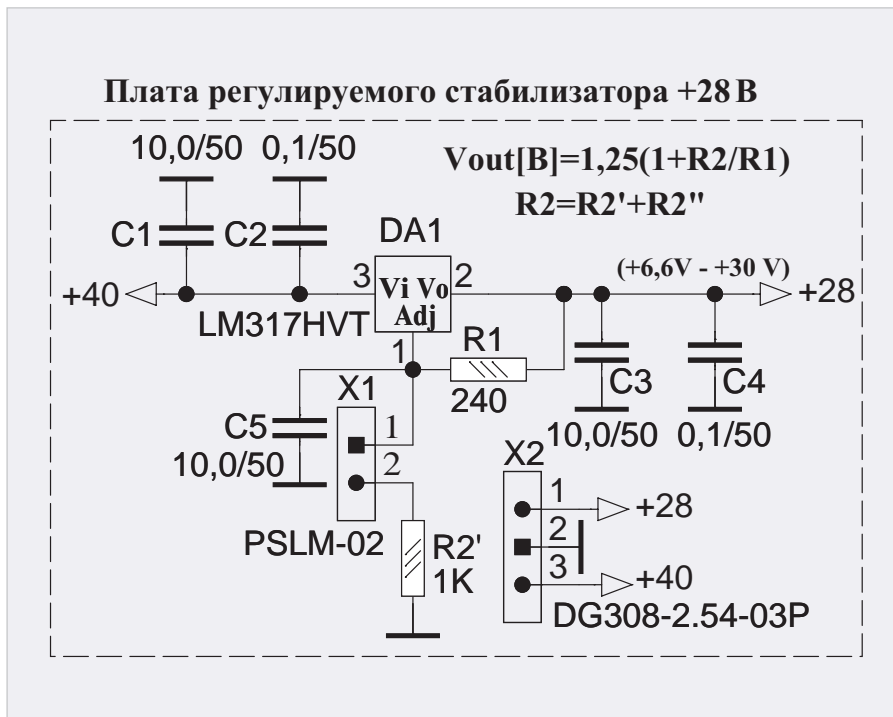 Плата регулируемого стабилизатора +28 В
10,0/50 0,1/50
Vout[В]=1,25(1+R2/R1)
R2=R2'+R2"
C1 C2 DA1
3 Vi Vo 2
Adj
(+6,6V - +30 V)
+40
+28
LM317HVT
1
R1
240
C3
C4
10,0/50 0,1/50
X1
C5
10,0/50
1
2
PSLM-02
R2'
1K
X2
1
+28
2
3
+40
DG308-2.54-03P